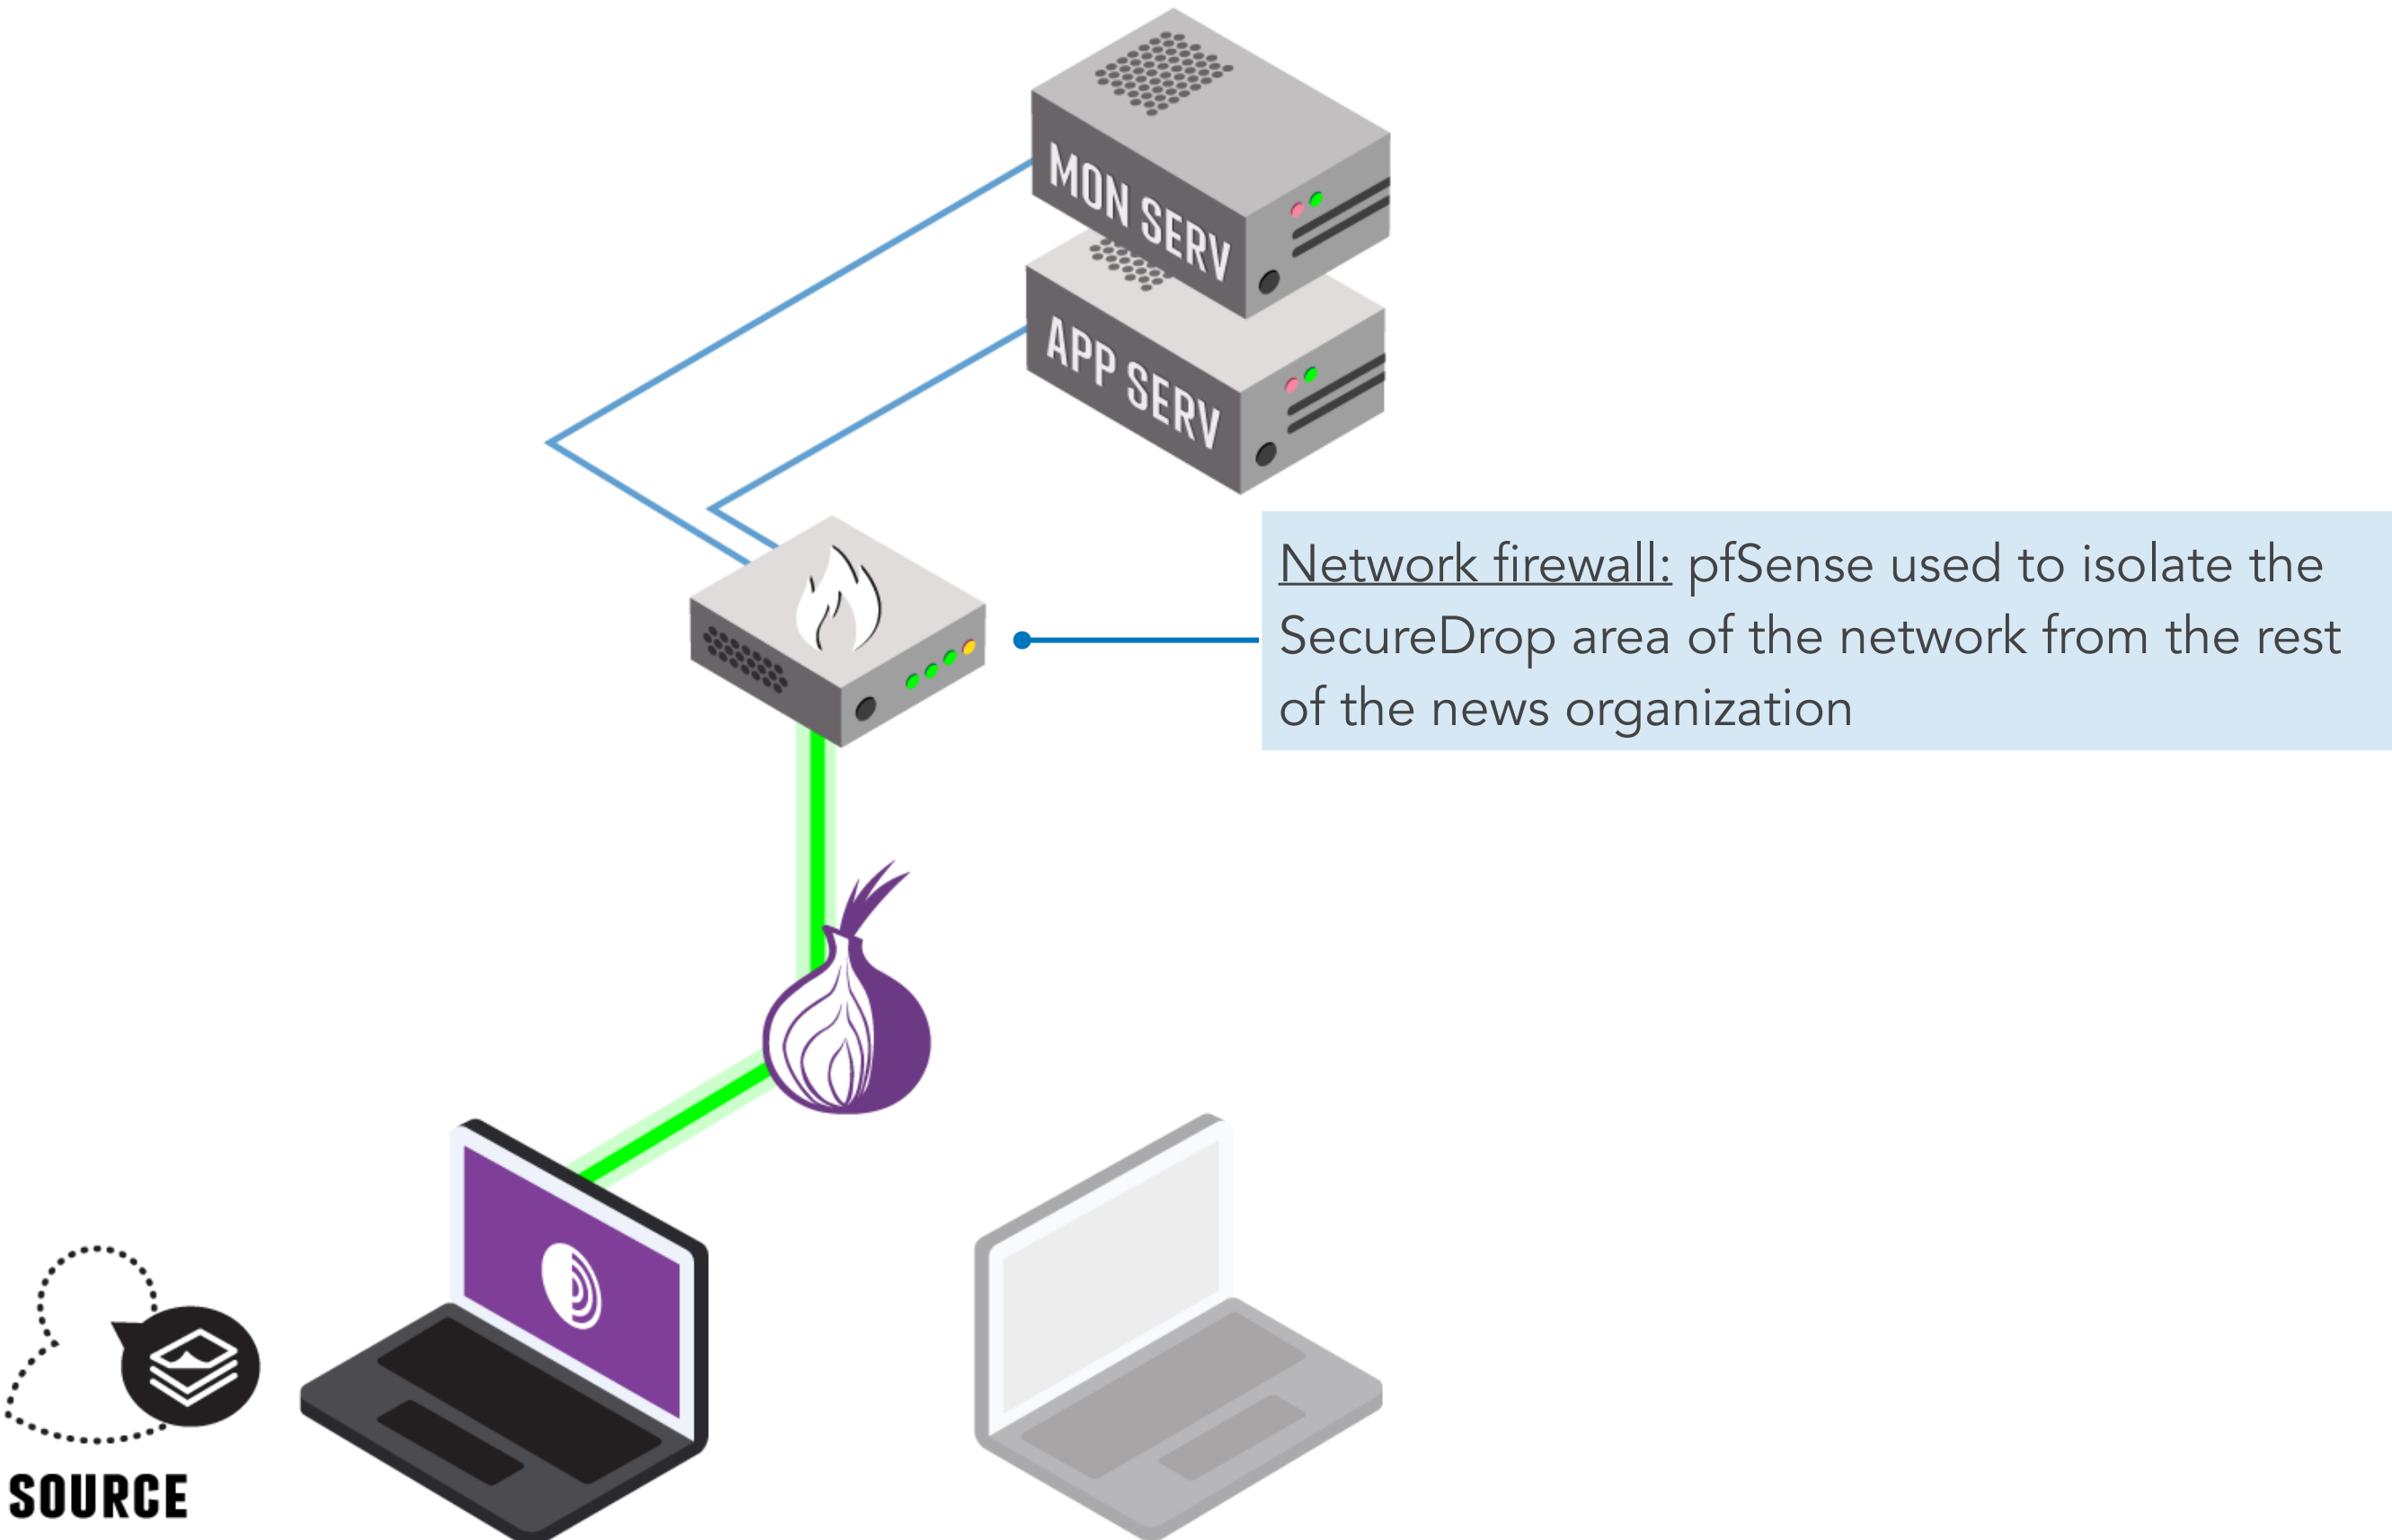 MON SERV
APP SERV
Network firewall: pfSense used to isolate the
SecureDrop area of the network from the rest
of the news organization
SOURCE